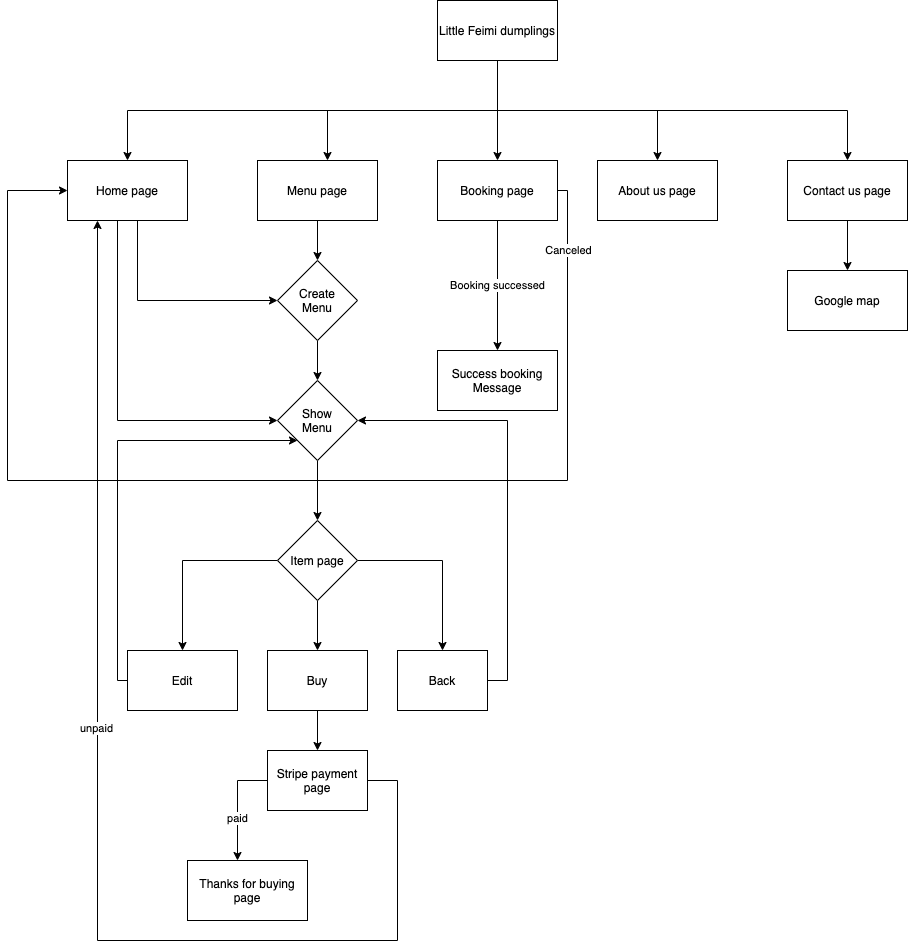 Little Feimi dumplings
Home page
Menu page
Booking page
About us page
Contact us page
Canceled
Create
Menu
Booking successed
Google map
Success booking
Message
Show
Menu
Item page
Edit
Buy
Back
unpaid
Stripe payment
page
paid
Thanks for buying
page